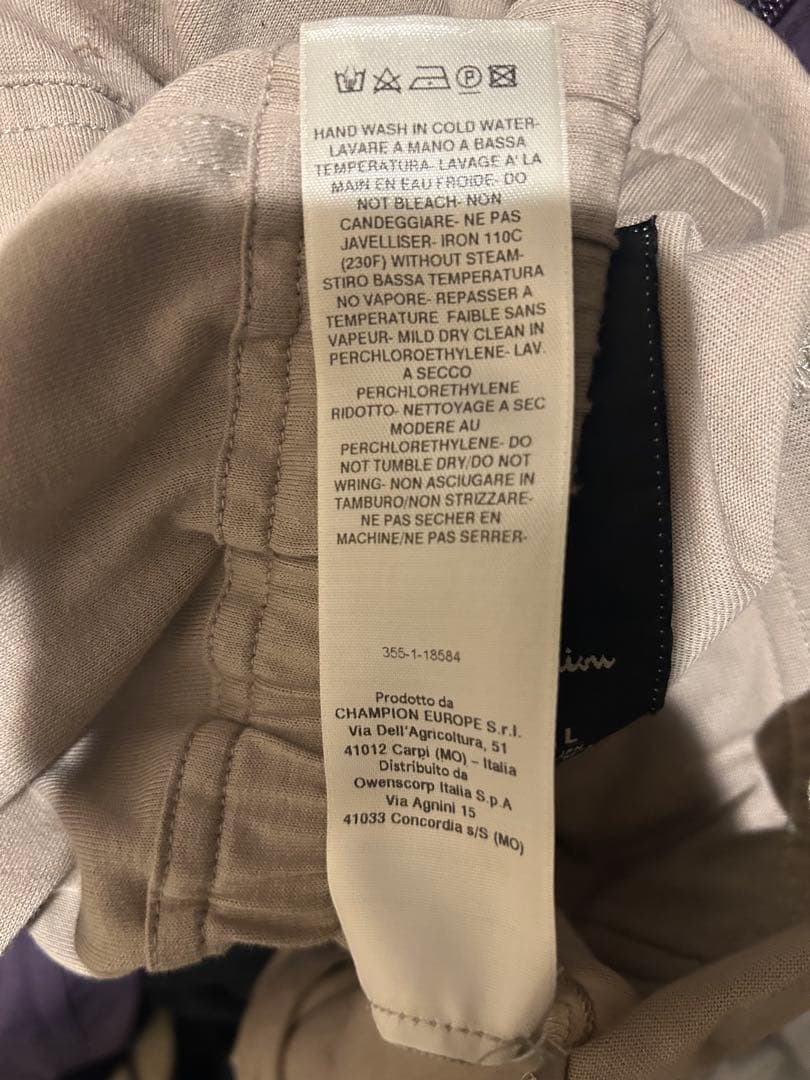 HAND WASH IN COLD WATER-
LAVARE A MANO A BASSA
TEMPERATURA- LAVAGE A' LA
MAIN EN EAU FROIDE- DO
NOT BLEACH- NON
CANDEGGIARE- NE PAS
JAVELLISER- IRON 110C
(230F) WITHOUT STEAM-
STIRO BASSA TEMPERATURA
NO VAPORE- REPASSER A
TEMPERATURE FAIBLE SANS
VAPEUR- MILD DRY CLEAN IN
PERCHLOROETHYLENE- LAV.
A SECCO
PERCHLORETHYLENE
RIDOTTO- NETTOYAGE A SEC
MODERE AU
PERCHLORETHYLENE- DO
NOT TUMBLE DRY/DO NOT
WRING- NON ASCIUGARE IN
TAMBURO/NON STRIZZARE-
NE PAS SECHER EN
MACHINE/NE PAS SERRER-
355-1-18584
Prodotto da
CHAMPION EUROPE S.r.l.
Via Dell'Agricoltura, 51
41012 Carpi (MO) – Italia
Distribuito da
Owenscorp Italia S.p.A
Via Agnini 15
41033 Concordia s/S (MO)
L